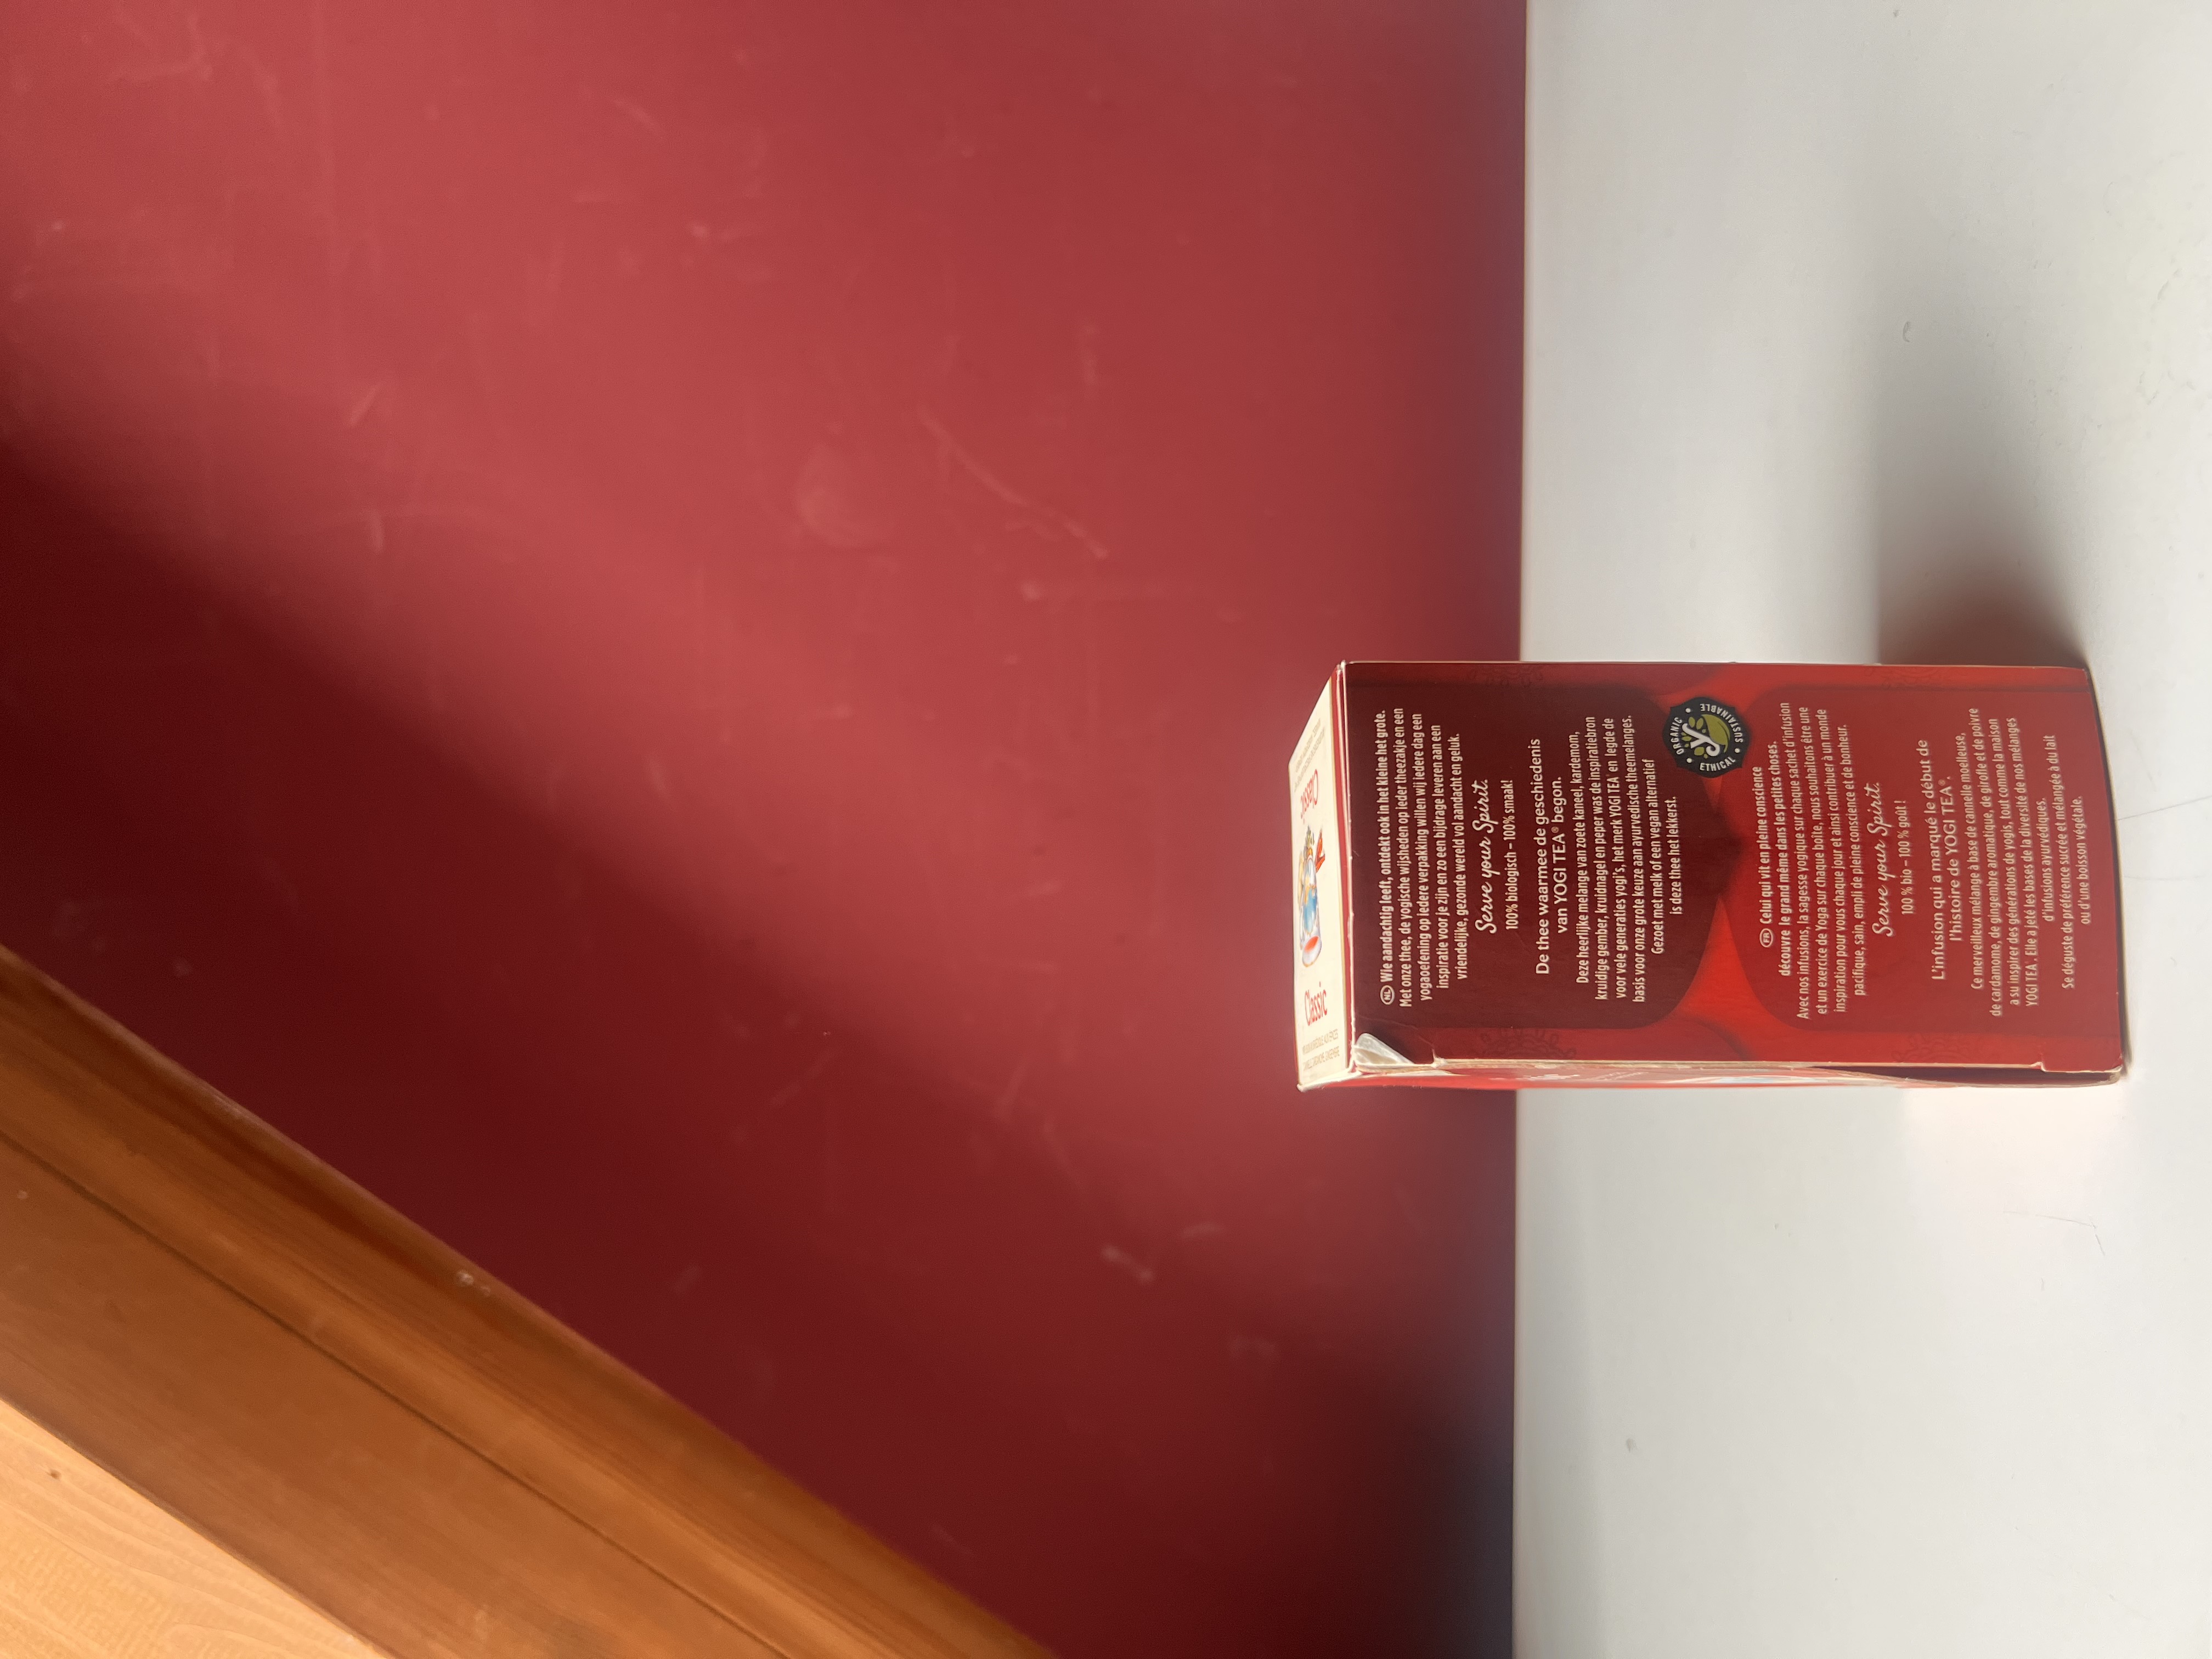 Classic
Classic
NL Wie aandachtig leeft, ontdekt ook in het kleine het grote.
Met onze thee, de yogische wijsheden op ieder theezakje en een
yogaoefening op iedere verpakking willen wij iedere dag een
inspiratie voor je zijn en zo een bijdrage leveren aan een
vriendelijke, gezonde wereld vol aandacht en geluk.
Serve your Spirit.
100% biologisch – 100% smaak!
De thee waarmee de geschiedenis
van YOGI TEA® begon.
Deze heerlijke melange van zoete kaneel, kardemom,
kruidige gember, kruidnagel en peper was de inspiratiebron
voor vele generaties yogi's, het merk YOGI TEA® en legde de
basis voor onze grote keuze aan ayurvedische theemelanges.
Gezoet met melk of een vegan alternatief
is deze thee het lekkerst.
ORGANIC • SUSTAINABLE • ETHICAL •
y
FR Celui qui vit en pleine conscience
découvre le grand même dans les petites choses.
Avec nos infusions, la sagesse yogique sur chaque sachet d'infusion
et un exercice de Yoga sur chaque boîte, nous souhaitons être une
inspiration pour vous chaque jour et ainsi contribuer à un monde
pacifique, sain, empli de pleine conscience et de bonheur.
Serve your Spirit.
100 % bio – 100 % goût !
L'infusion qui a marqué le début de
l'histoire de YOGI TEA®.
Ce merveilleux mélange à base de cannelle moelleuse,
de cardamome, de gingembre aromatique, de girofle et de poivre
a su inspirer des générations de yogis, tout comme la maison
YOGI TEA®. Elle a jeté les bases de la diversité de nos mélanges
d'infusions ayurvédiques.
Se déguste de préférence sucrée et mélangée à du lait
ou d'une boisson végétale.